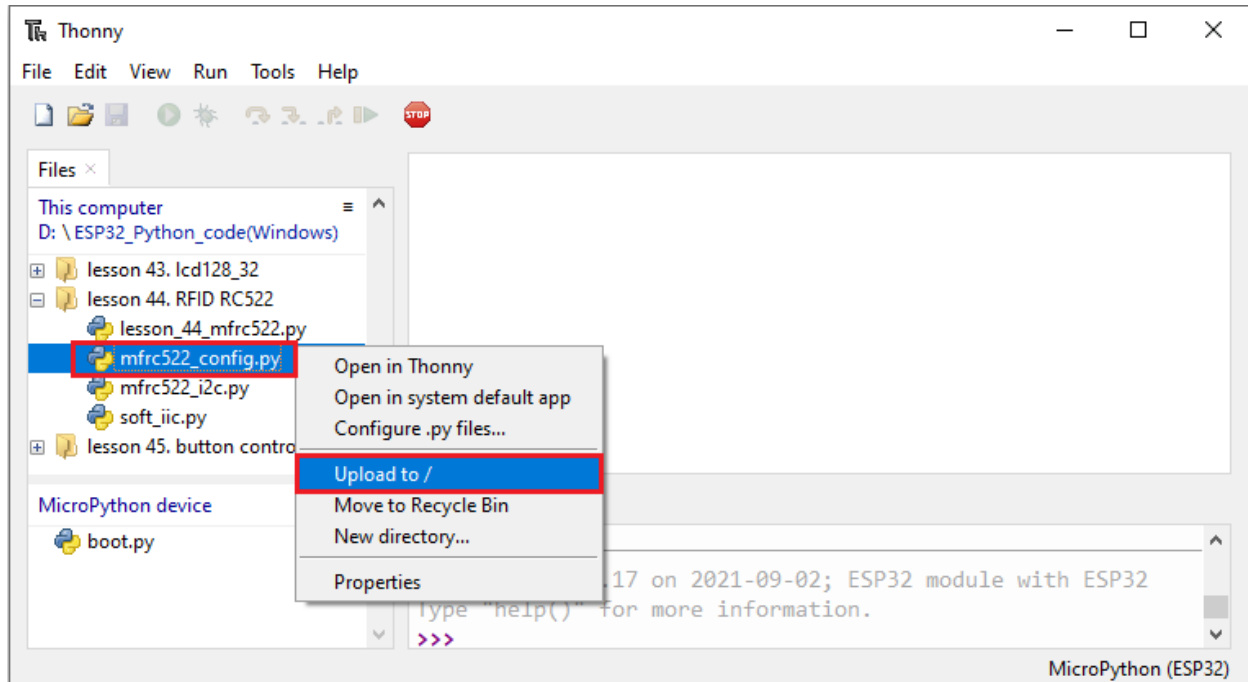 Thonny
File Edit View Run Tools Help
STOP
Files
This computer
D: \ ESP32_Python_code(Windows)
lesson 43. lcd128_32
lesson 44. RFID RC522
lesson_44_mfrc522.py
mfrc522_config.py
mfrc522_i2c.py
soft_iic.py
lesson 45. button contro
Open in Thonny
Open in system default app
Configure .py files...
Upload to /
Move to Recycle Bin
New directory...
Properties
MicroPython device
boot.py
.17 on 2021-09-02; ESP32 module with ESP32
Type "help()" for more information.
>>>
MicroPython (ESP32)